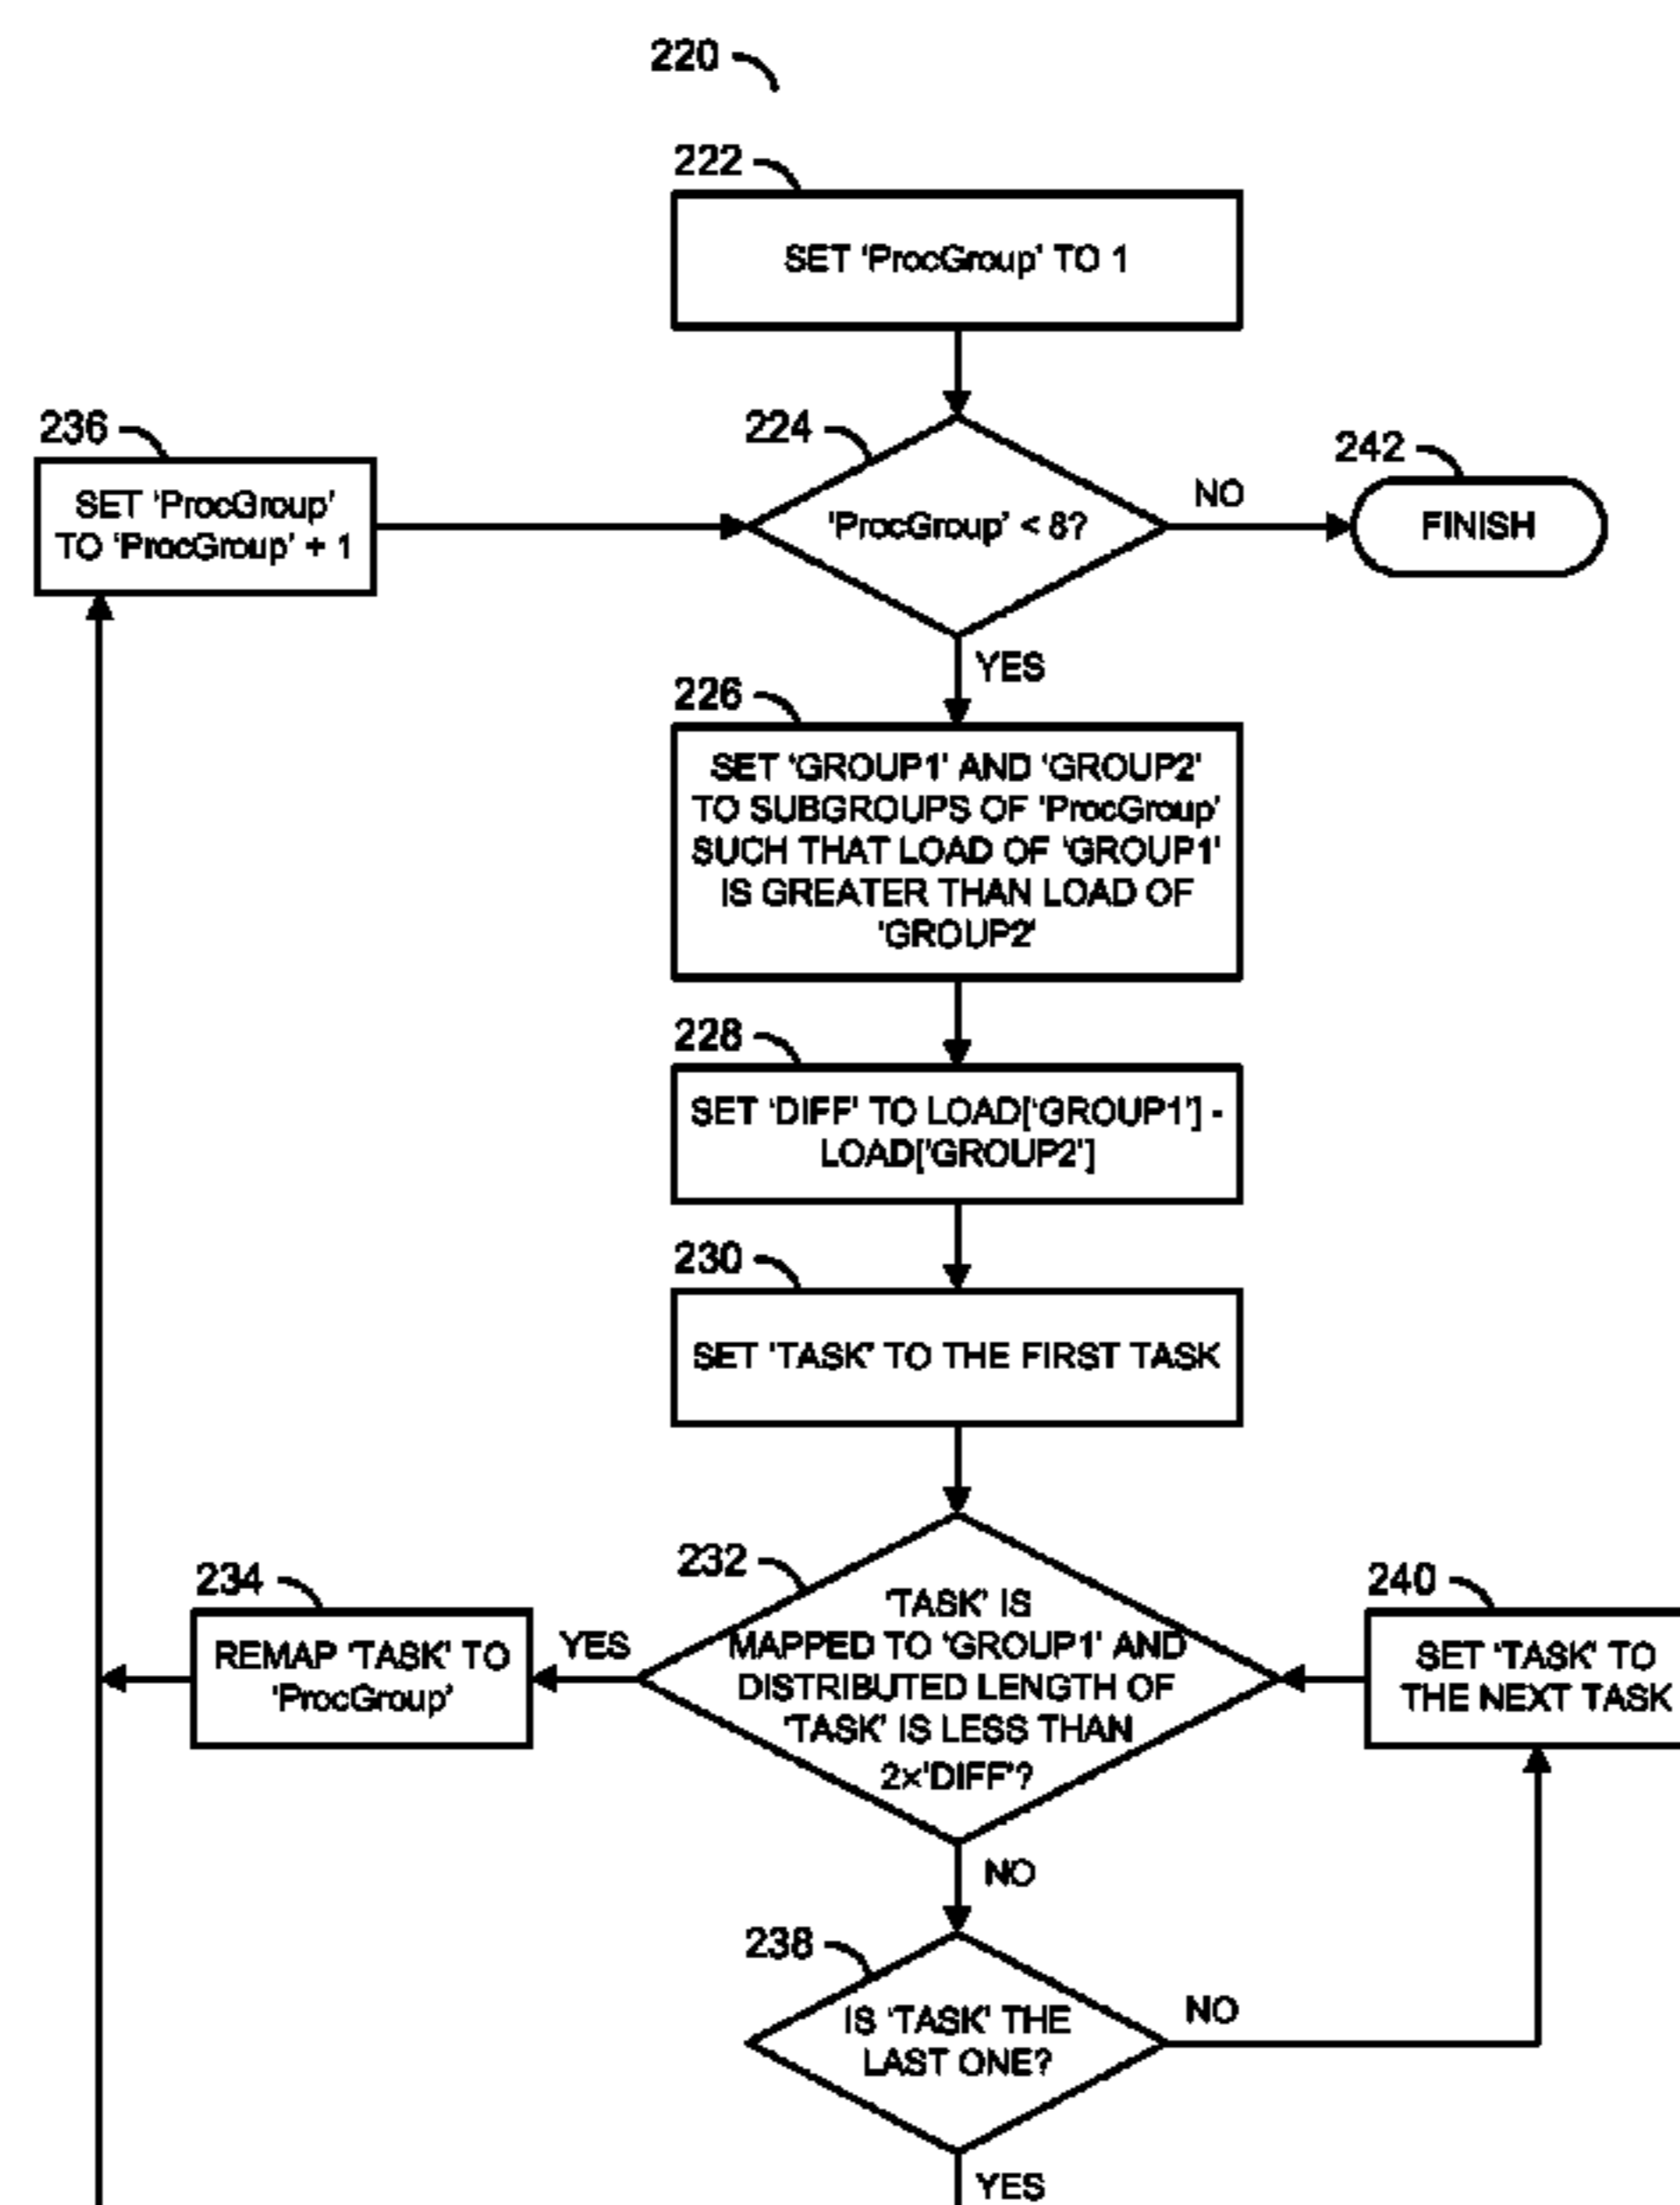 220
222
SET 'ProcGroup' TO 1
236
SET 'ProcGroup'
TO 'ProcGroup' + 1
224
'ProcGroup' < 8?
NO
242
FINISH
YES
226
SET 'GROUP1' AND 'GROUP2'
TO SUBGROUPS OF 'ProcGroup'
SUCH THAT LOAD OF 'GROUP1'
IS GREATER THAN LOAD OF
'GROUP2'
228
SET 'DIFF' TO LOAD['GROUP1'] -
LOAD['GROUP2']
230
SET 'TASK' TO THE FIRST TASK
232
'TASK' IS
MAPPED TO 'GROUP1' AND
DISTRIBUTED LENGTH OF
'TASK' IS LESS THAN
2×'DIFF'?
YES
234
REMAP 'TASK' TO
'ProcGroup'
240
SET 'TASK' TO
THE NEXT TASK
NO
238
IS 'TASK' THE
LAST ONE?
NO
YES